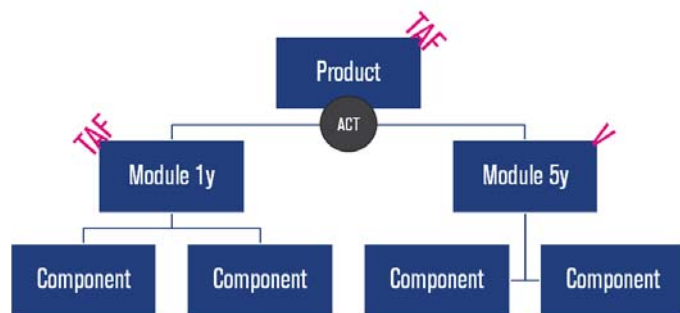 TAF
Product
ACT
TAF
V
Module 1y
Module 5y
Component
Component
Component
Component